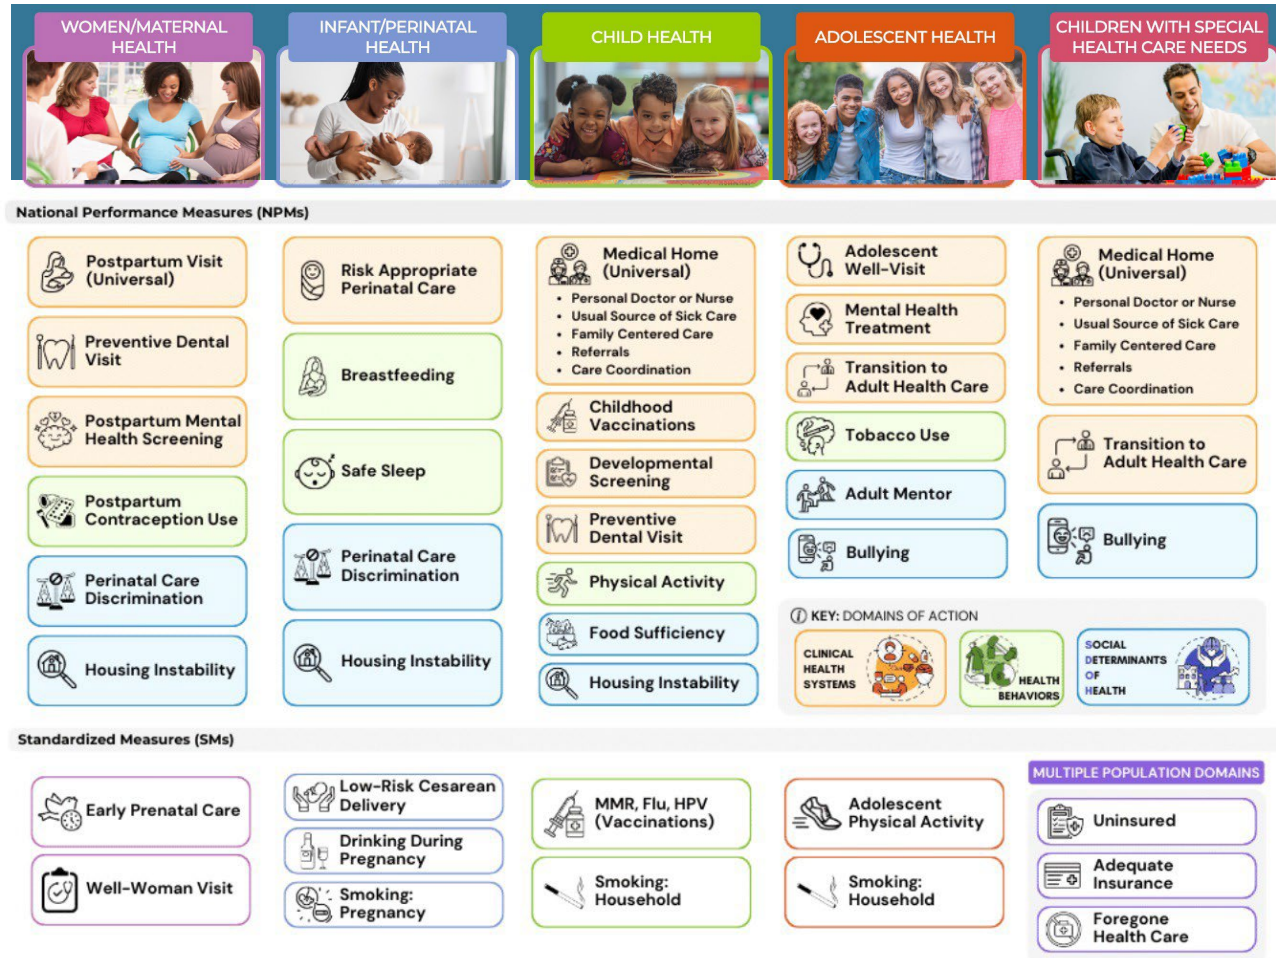 WOMEN/MATERNAL
HEALTH
INFANT/PERINATAL
HEALTH
CHILD HEALTH
ADOLESCENT HEALTH
CHILDREN WITH SPECIAL
HEALTH CARE NEEDS
National Performance Measures (NPMs)
Postpartum Visit
(Universal)
Preventive Dental
Visit
Postpartum Mental
Health Screening
Postpartum
Contraception Use
Perinatal Care
Discrimination
Housing Instability
Risk Appropriate
Perinatal Care
Breastfeeding
Safe Sleep
Perinatal Care
Discrimination
Housing Instability
Medical Home
(Universal)
• Personal Doctor or Nurse
• Usual Source of Sick Care
• Family Centered Care
• Referrals
• Care Coordination
Childhood
Vaccinations
Developmental
Screening
Preventive
Dental Visit
Physical Activity
Food Sufficiency
Housing Instability
Adolescent
Well-Visit
Mental Health
Treatment
Transition to
Adult Health Care
Tobacco Use
Adult Mentor
Bullying
Medical Home
(Universal)
• Personal Doctor or Nurse
• Usual Source of Sick Care
• Family Centered Care
• Referrals
• Care Coordination
Transition to
Adult Health Care
Bullying
i KEY: DOMAINS OF ACTION
CLINICAL
HEALTH
SYSTEMS
HEALTH
BEHAVIORS
SOCIAL
DETERMINANTS
OF
HEALTH
Standardized Measures (SMs)
Early Prenatal Care
Well-Woman Visit
Low-Risk Cesarean
Delivery
Drinking During
Pregnancy
Smoking:
Pregnancy
MMR, Flu, HPV
(Vaccinations)
Smoking:
Household
Adolescent
Physical Activity
Smoking:
Household
MULTIPLE POPULATION DOMAINS
Uninsured
Adequate
Insurance
Foregone
Health Care